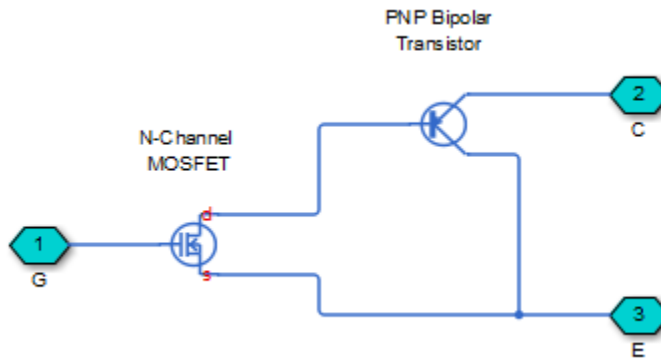 PNP Bipolar
Transistor
2
C
N-Channel
MOSFET
d
1
G
s
3
E